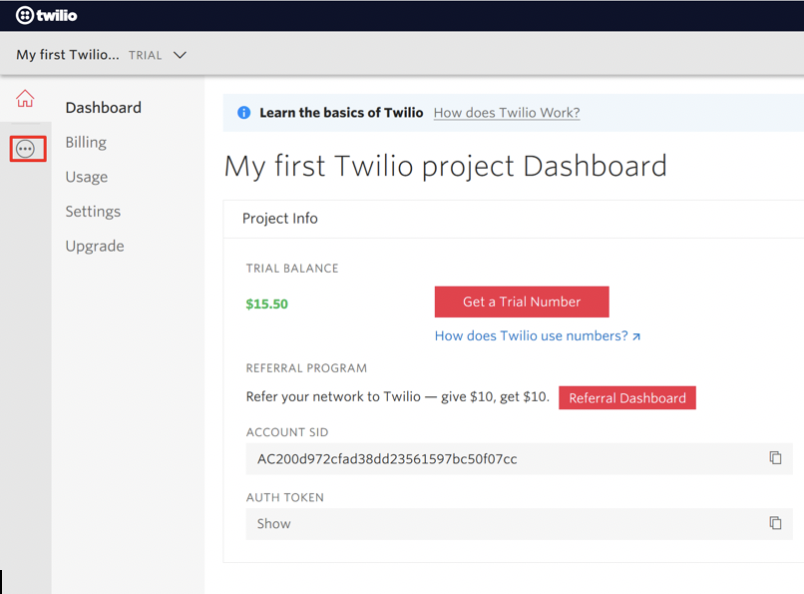 twilio
My first Twilio... TRIAL
Dashboard
Billing
Usage
Settings
Upgrade
Learn the basics of Twilio How does Twilio Work?
My first Twilio project Dashboard
Project Info
TRIAL BALANCE
$15.50
Get a Trial Number
How does Twilio use numbers?
REFERRAL PROGRAM
Refer your network to Twilio — give $10, get $10. Referral Dashboard
ACCOUNT SID
AC200d972cfad38dd23561597bc50f07cc
AUTH TOKEN
Show